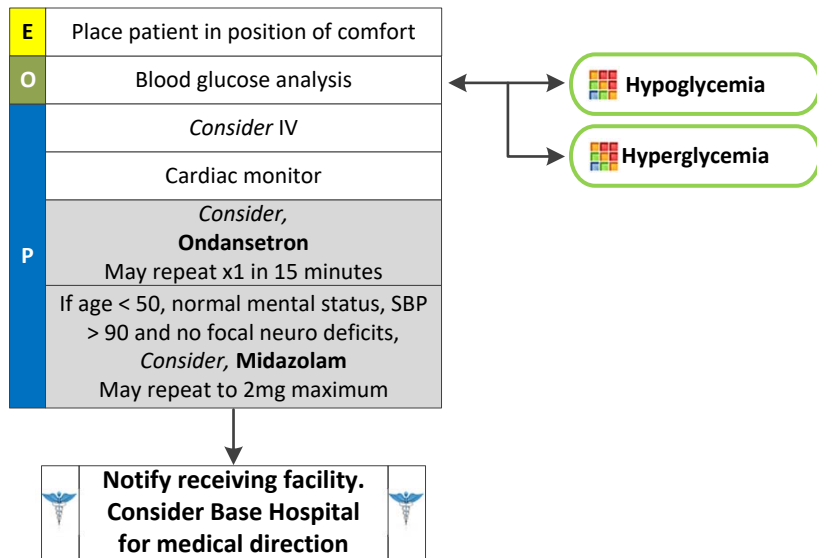 E
Place patient in position of comfort
O
Blood glucose analysis
Hypoglycemia
Hyperglycemia
P
Consider IV
Cardiac monitor
Consider,
Ondansetron
May repeat x1 in 15 minutes
If age < 50, normal mental status, SBP
> 90 and no focal neuro deficits,
Consider, Midazolam
May repeat to 2mg maximum
Notify receiving facility.
Consider Base Hospital
for medical direction